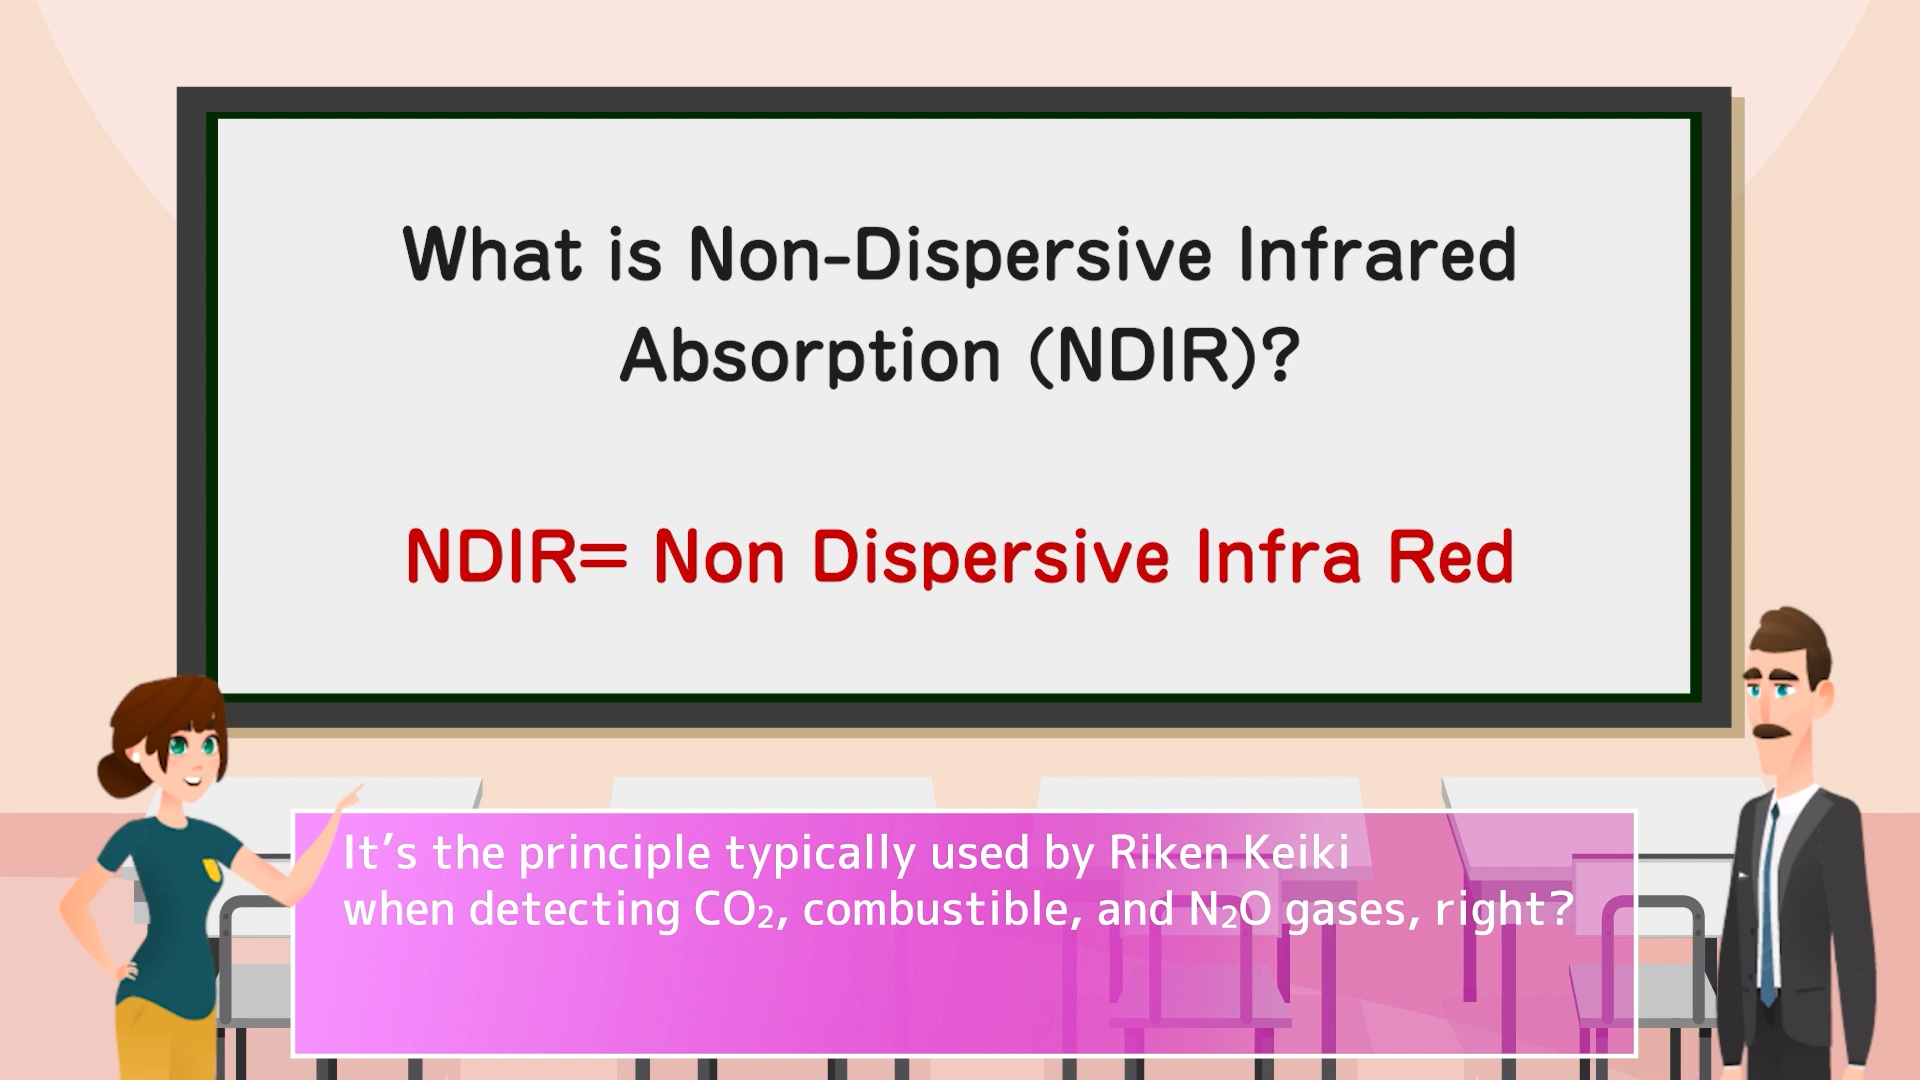 What is Non-Dispersive Infrared
Absorption (NDIR)?
NDIR= Non Dispersive Infra Red
It’s the principle typically used by Riken Keiki
when detecting CO₂, combustible, and N₂O gases, right?